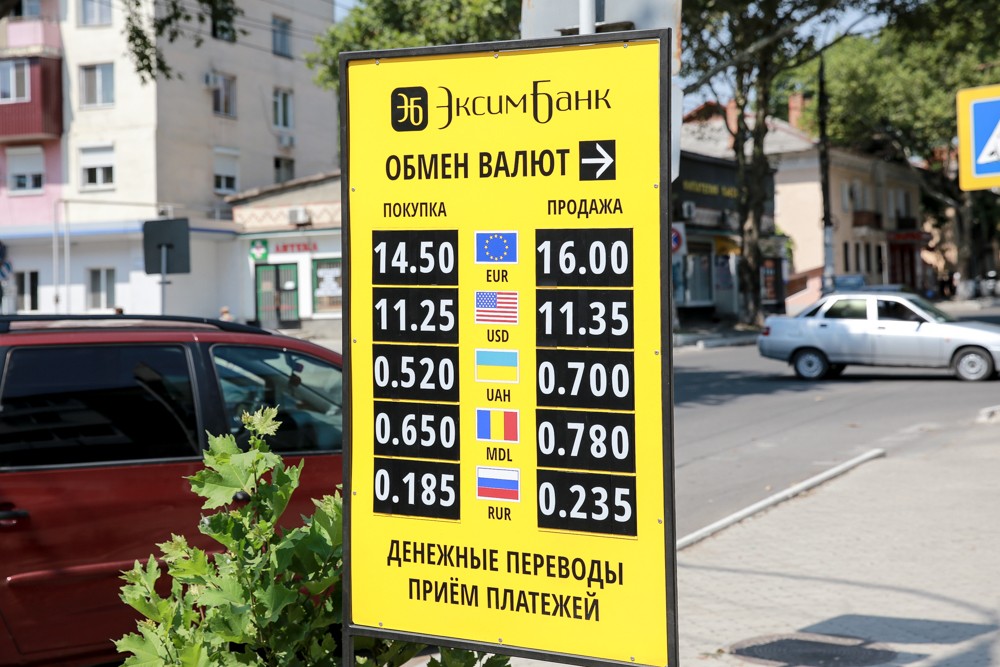 ЭБ ЭксимБанк
ОБМЕН ВАЛЮТ
ПОКУПКА ПРОДАЖА
14.50 EUR 16.00
11.25 USD 11.35
0.520 UAH 0.700
0.650 MDL 0.780
0.185 RUR 0.235
ДЕНЕЖНЫЕ ПЕРЕВОДЫ
ПРИЁМ ПЛАТЕЖЕЙ
АПТЕКА